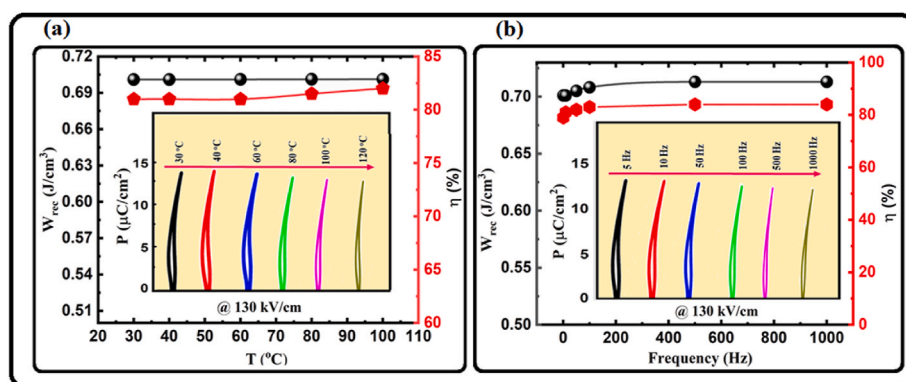 (a)
0.72
0.69
0.66
0.63
0.60
0.57
0.54
0.51
W_rec (J/cm³)
85
80
75
70
65
60
η (%)
20 30 40 50 60 70 80 90 100 110
T (°C)
15
10
5
0
P (μC/cm²)
30 °C
40 °C
60 °C
80 °C
100 °C
120 °C
@ 130 kV/cm
(b)
0.70
0.65
0.60
0.55
0.50
W_rec (J/cm³)
100
80
60
40
20
0
η (%)
0 200 400 600 800 1000
Frequency (Hz)
15
10
5
0
P (μC/cm²)
5 Hz
10 Hz
50 Hz
100 Hz
500 Hz
1000 Hz
@ 130 kV/cm